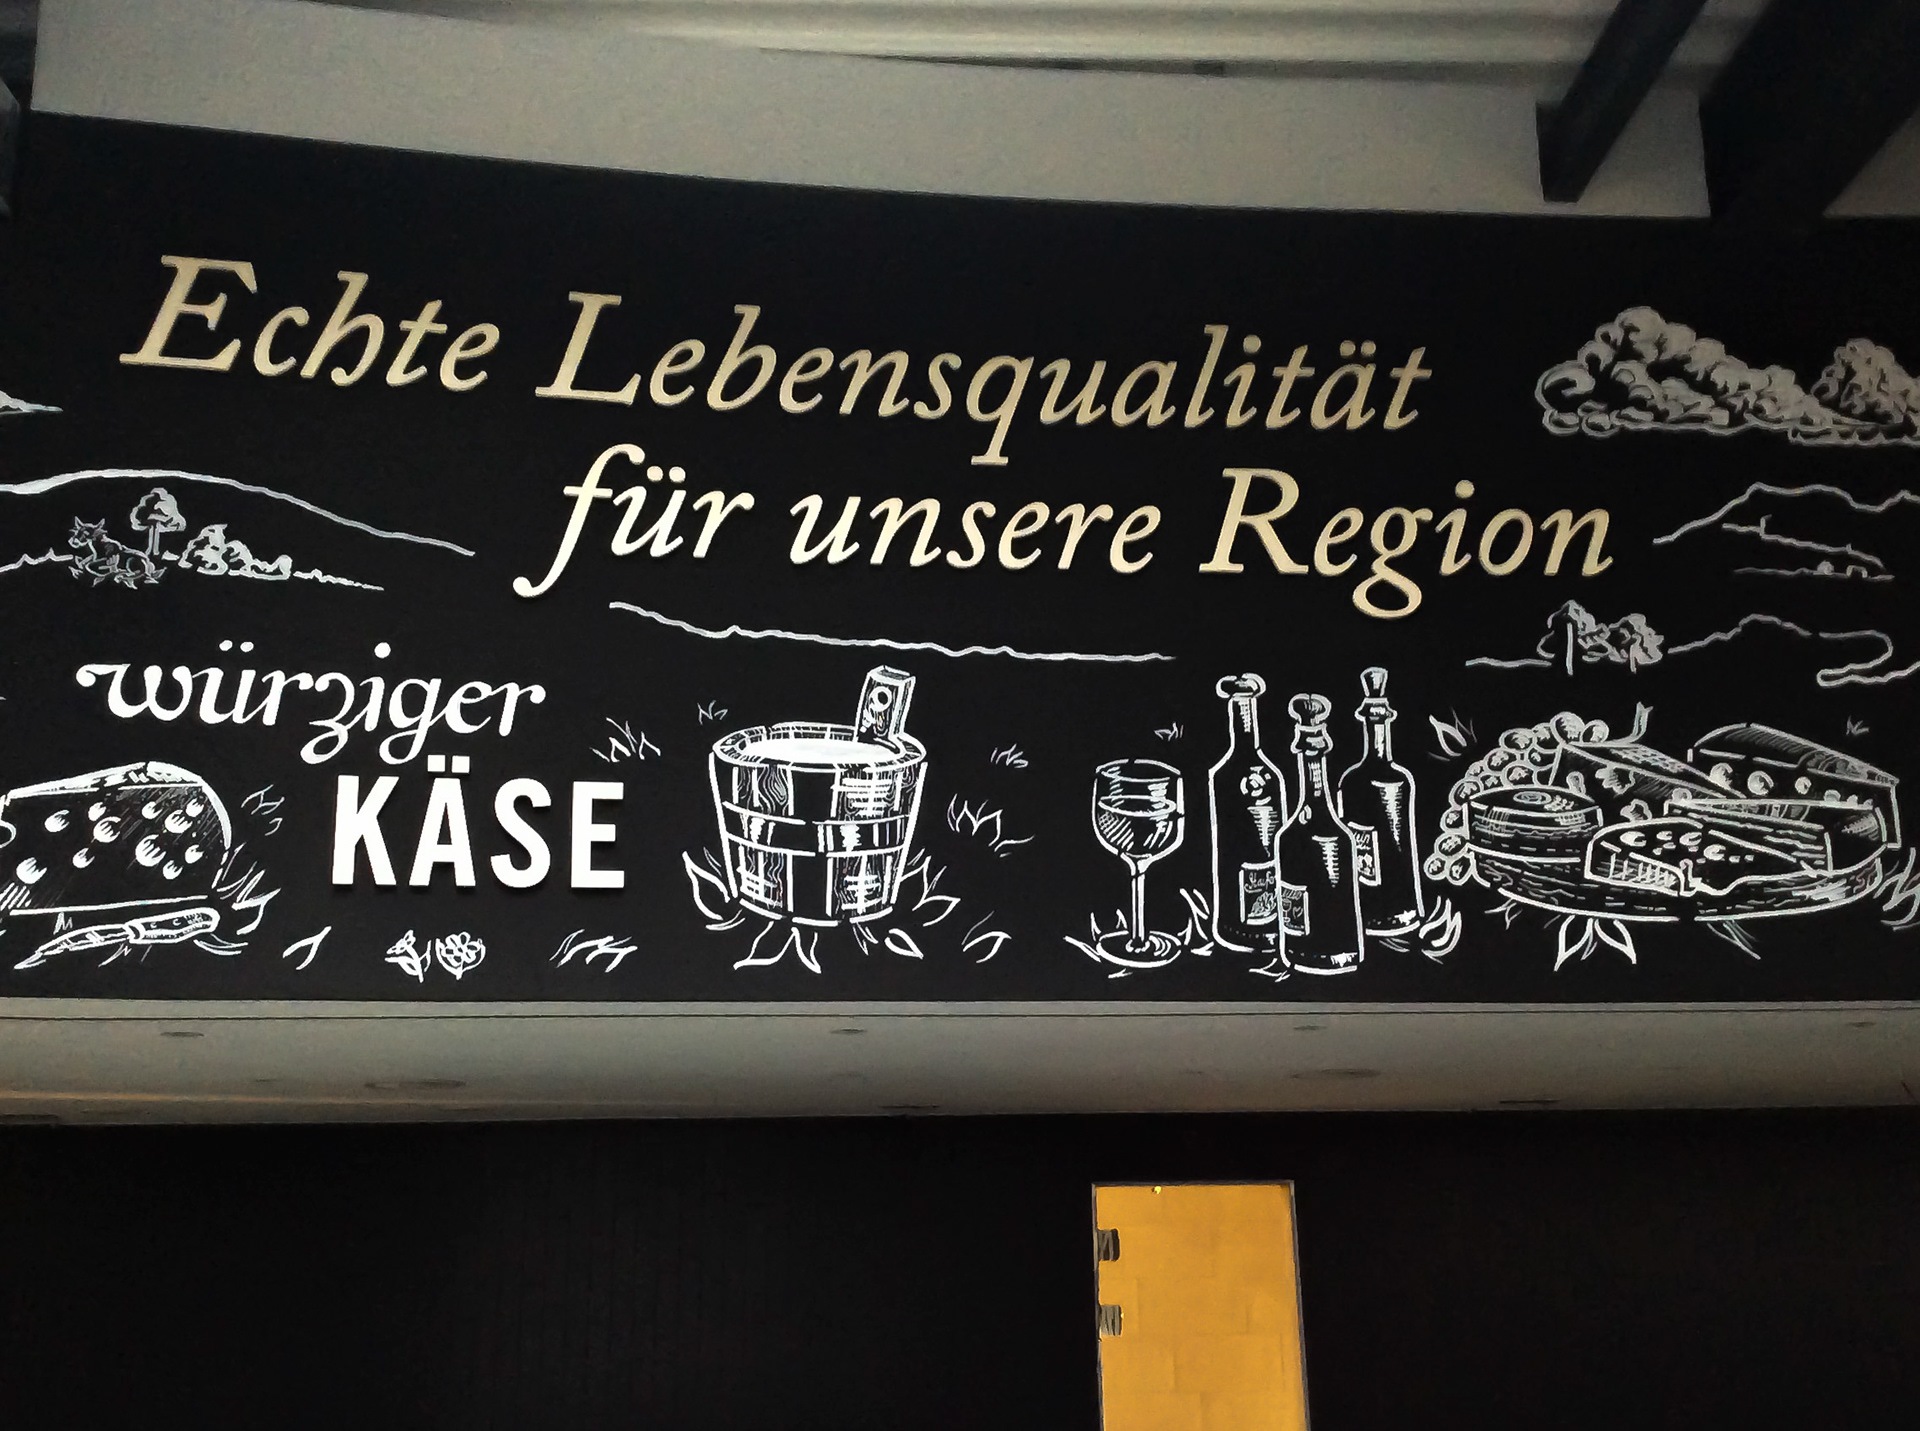 Echte Lebensqualität
für unsere Region
würziger
KÄSE